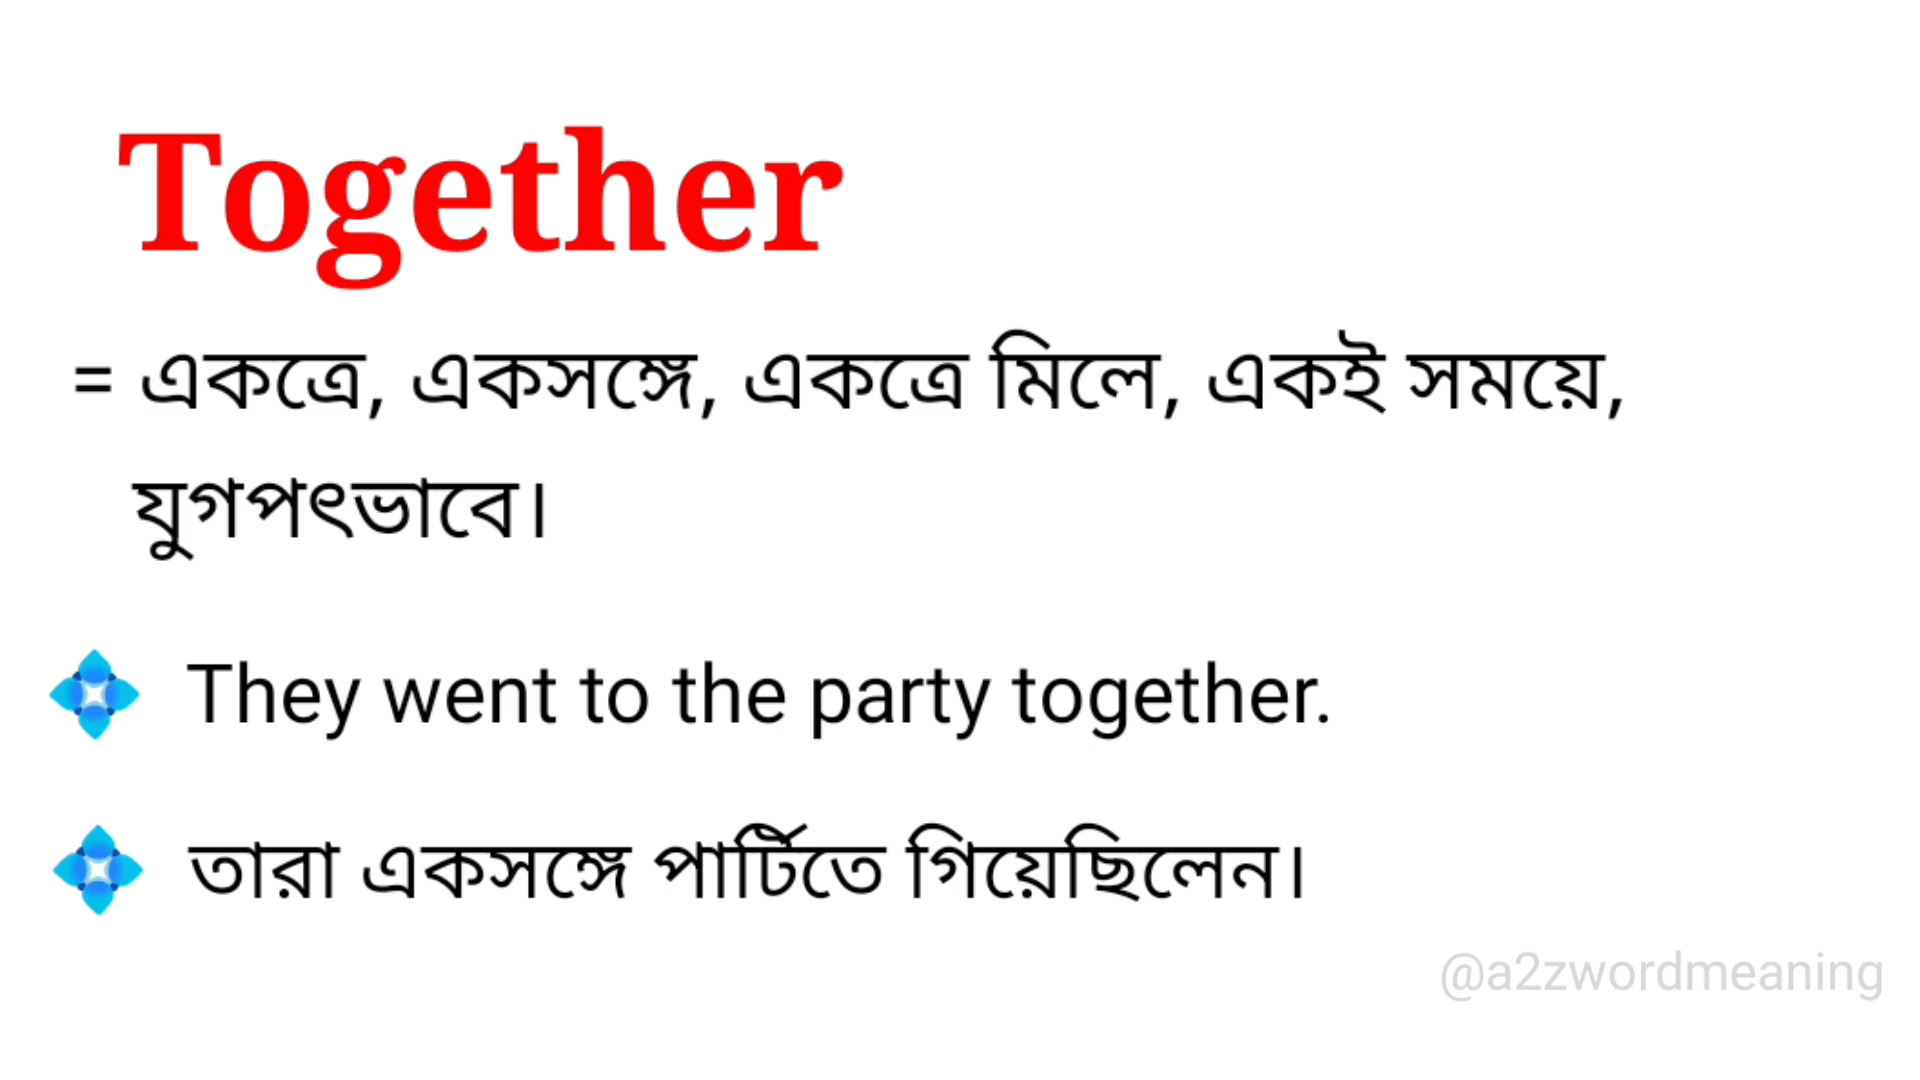 Together
= একত্রে, একসঙ্গে, একত্রে মিলে, একই সময়ে,
যুগপৎভাবে।
They went to the party together.
তারা একসঙ্গে পার্টিতে গিয়েছিলেন।
@a2zwordmeaning